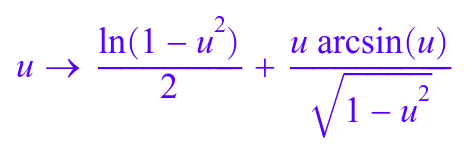 u → ln(1 − u²)/2 + u arcsin(u)/√(1 − u²)